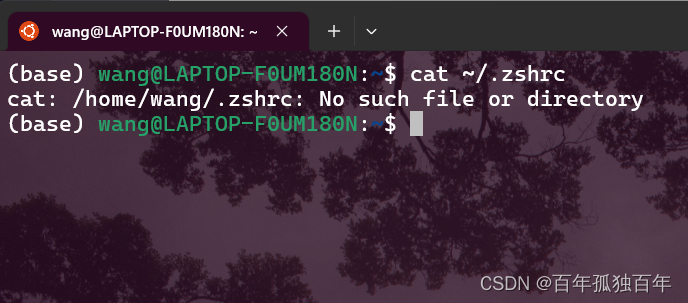 wang@LAPTOP-F0UM180N: ~
(base) wang@LAPTOP-F0UM180N:~$ cat ~/.zshrc
cat: /home/wang/.zshrc: No such file or directory
(base) wang@LAPTOP-F0UM180N:~$
CSDN @百年孤独百年